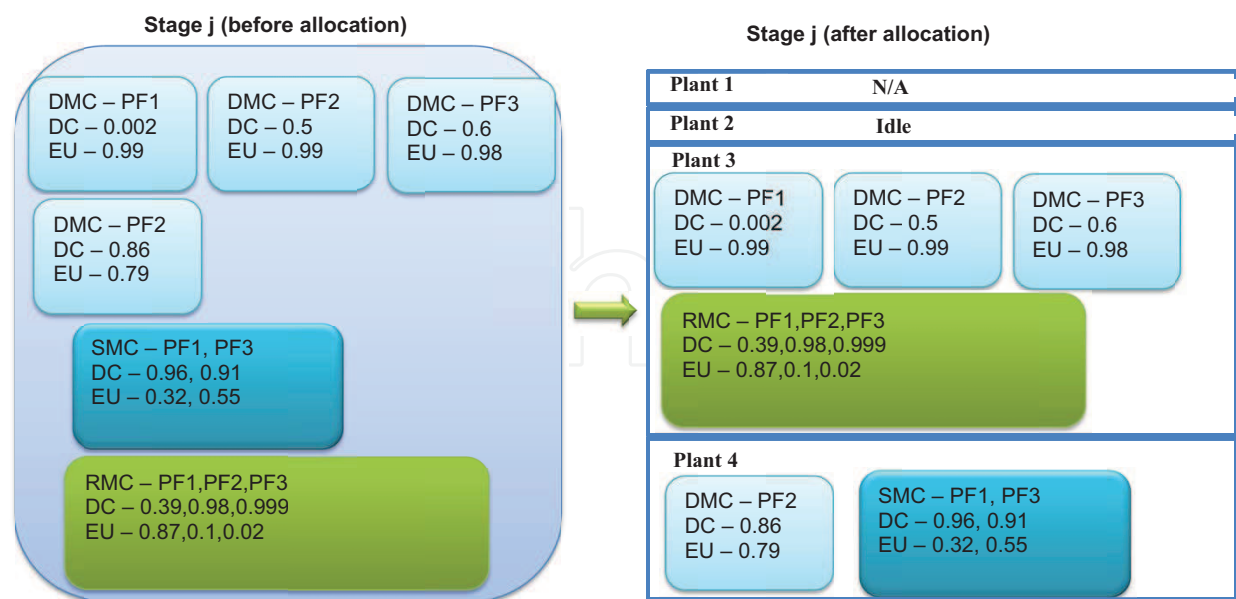 Stage j (before allocation)
DMC – PF1
DC – 0.002
EU – 0.99
DMC – PF2
DC – 0.5
EU – 0.99
DMC – PF3
DC – 0.6
EU – 0.98
DMC – PF2
DC – 0.86
EU – 0.79
SMC – PF1, PF3
DC – 0.96, 0.91
EU – 0.32, 0.55
RMC – PF1,PF2,PF3
DC – 0.39,0.98,0.999
EU – 0.87,0.1,0.02
Stage j (after allocation)
Plant 1 N/A
Plant 2 Idle
Plant 3
DMC – PF1
DC – 0.002
EU – 0.99
DMC – PF2
DC – 0.5
EU – 0.99
DMC – PF3
DC – 0.6
EU – 0.98
RMC – PF1,PF2,PF3
DC – 0.39,0.98,0.999
EU – 0.87,0.1,0.02
Plant 4
DMC – PF2
DC – 0.86
EU – 0.79
SMC – PF1, PF3
DC – 0.96, 0.91
EU – 0.32, 0.55